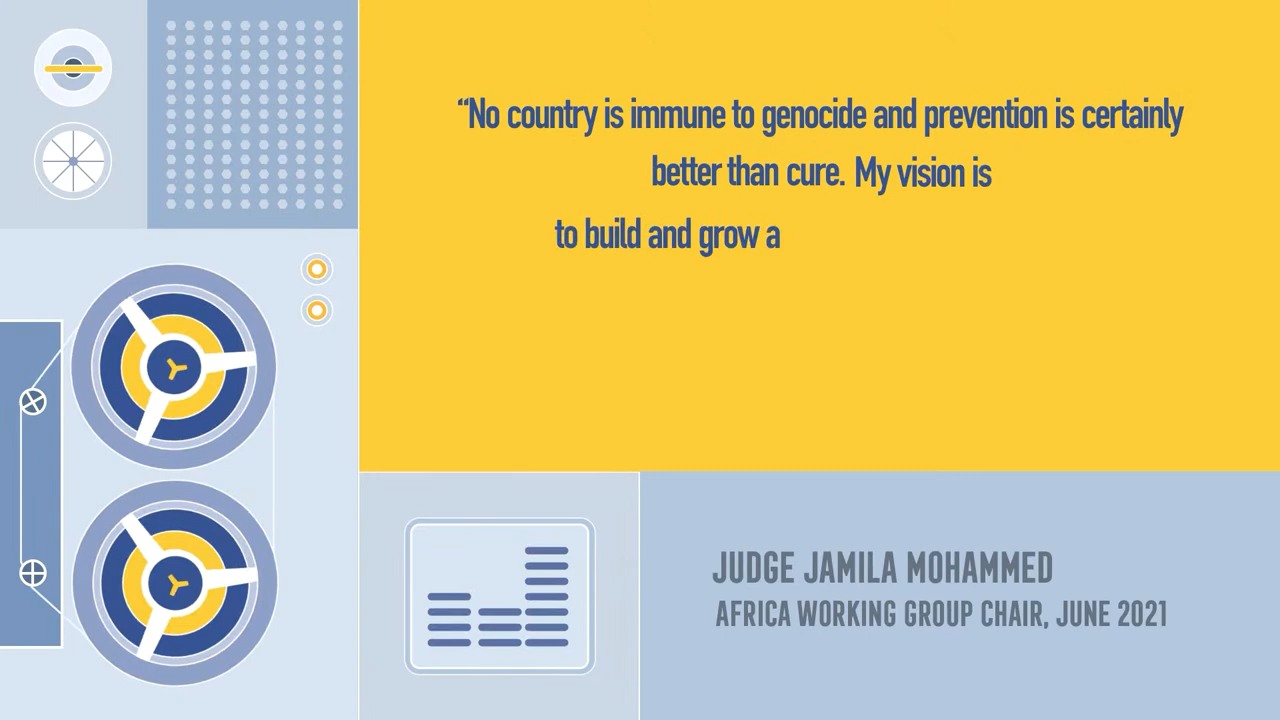 “No country is immune to genocide and prevention is certainly
better than cure. My vision is
to build and grow a
JUDGE JAMILA MOHAMMED
AFRICA WORKING GROUP CHAIR, JUNE 2021